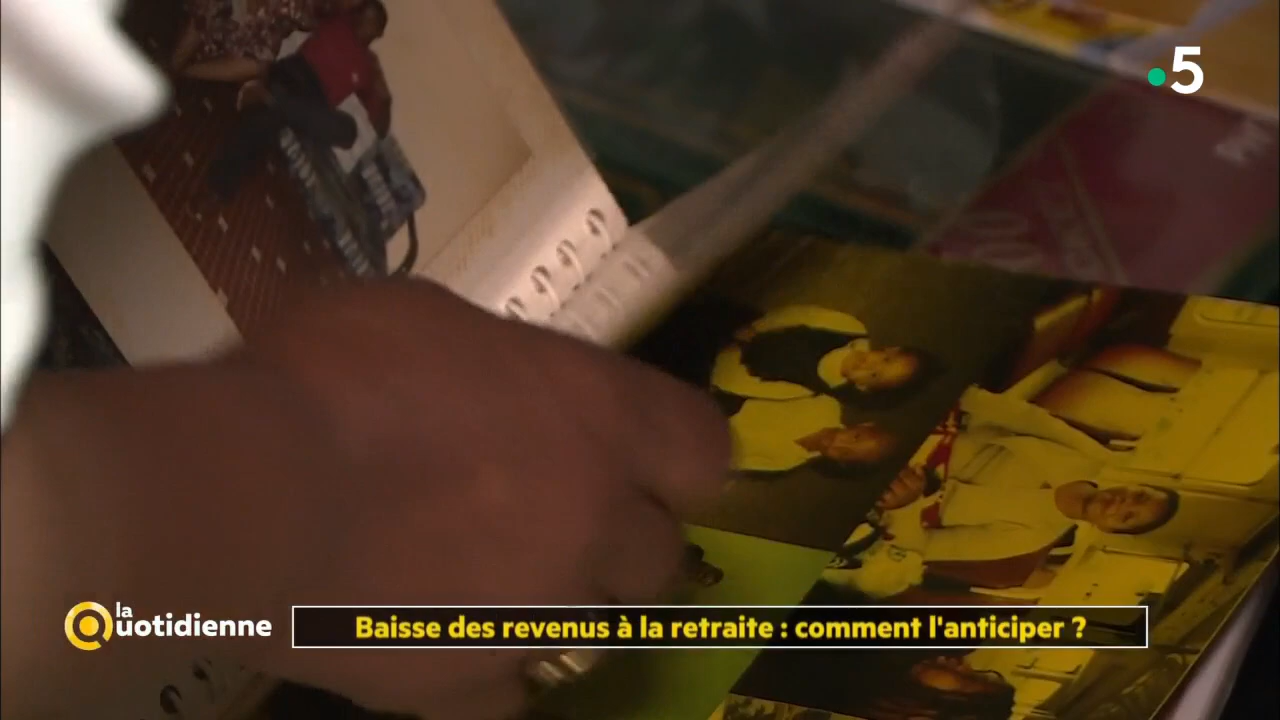 5
la
Quotidienne
Baisse des revenus à la retraite : comment l'anticiper ?